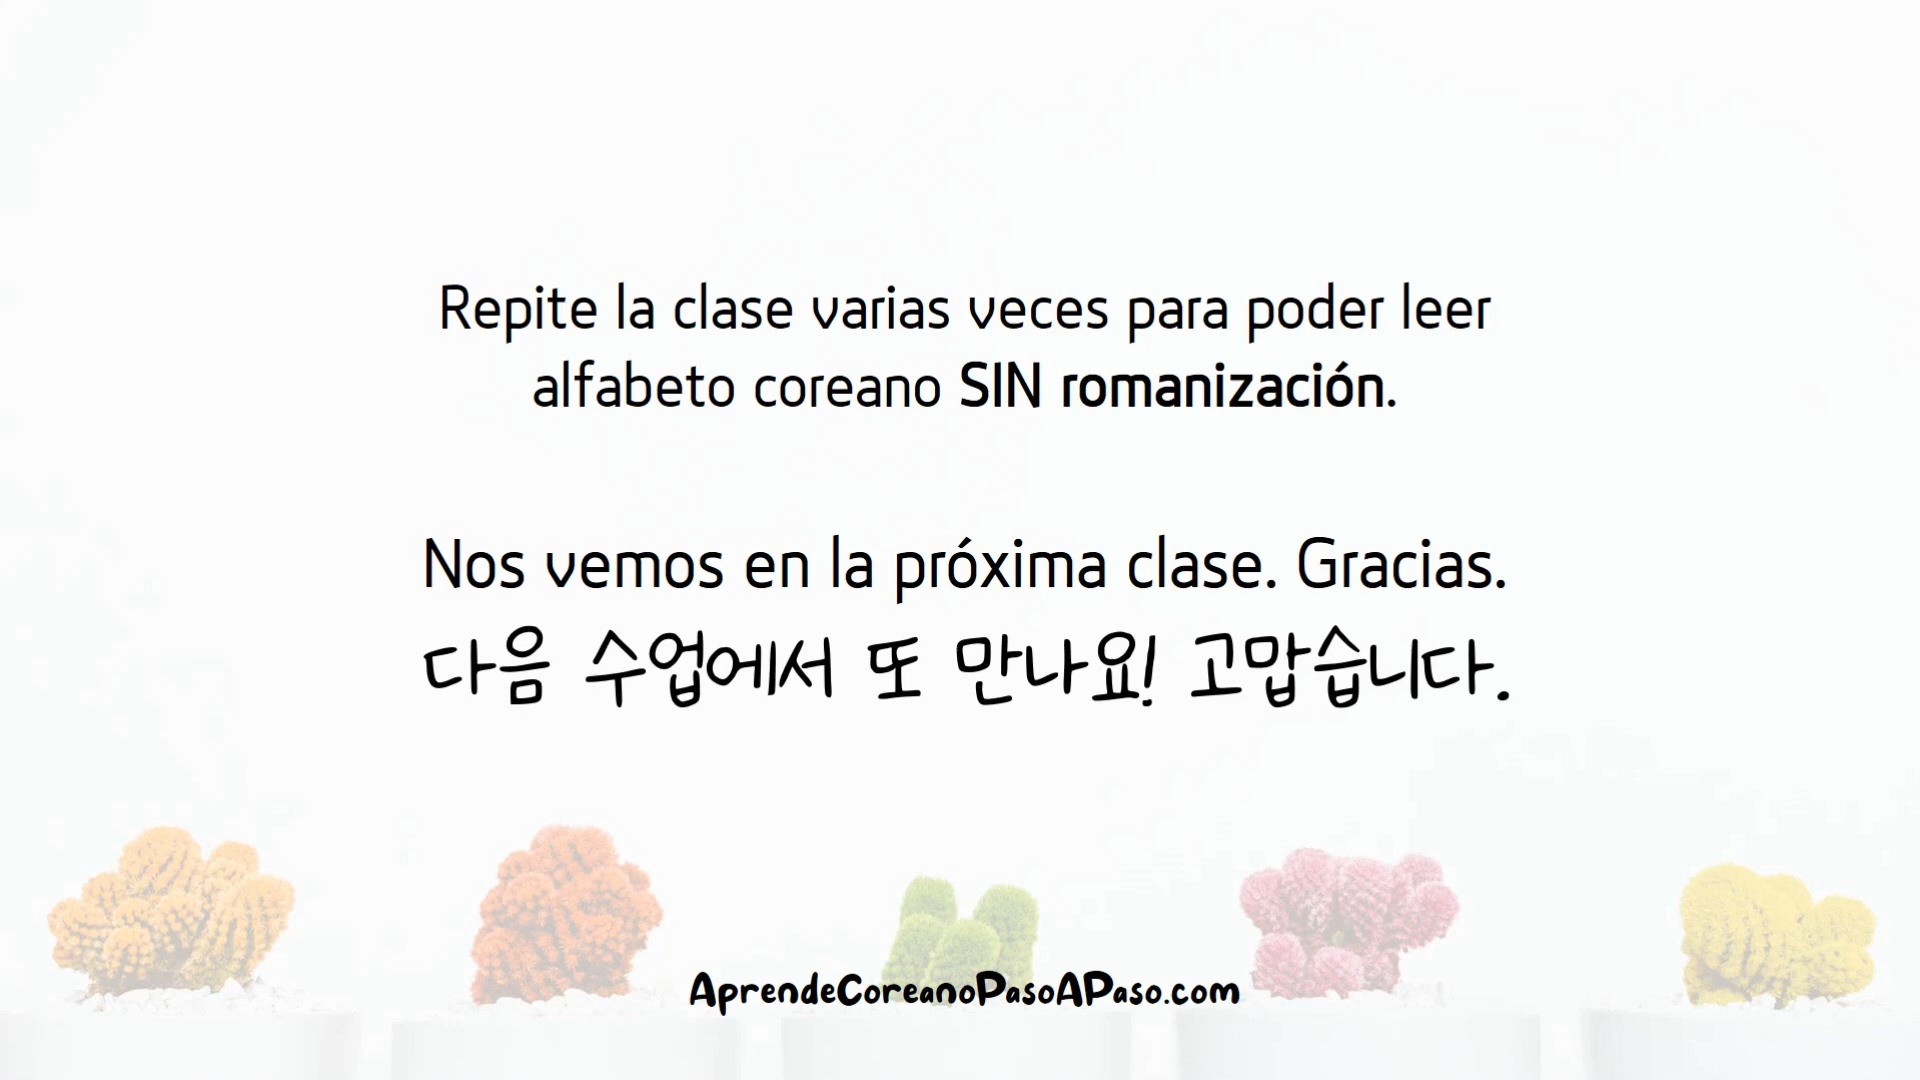 Repite la clase varias veces para poder leer
alfabeto coreano SIN romanización.
Nos vemos en la próxima clase. Gracias.
다음 수업에서 또 만나요! 고맙습니다.
AprendeCoreanoPasoAPaso.com